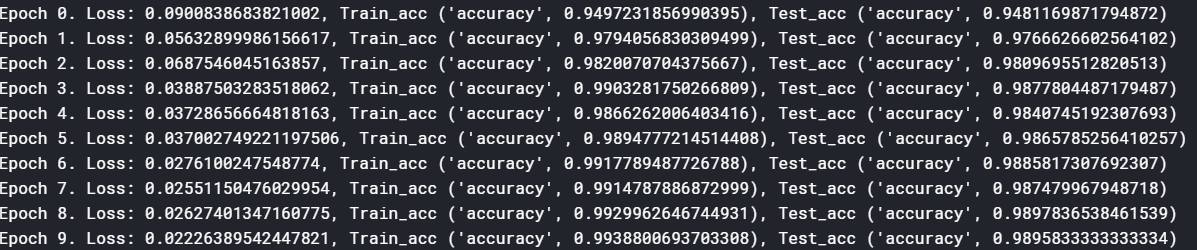 Epoch 0. Loss: 0.0900838683821002, Train_acc ('accuracy', 0.9497231856990395), Test_acc ('accuracy', 0.9481169871794872)
Epoch 1. Loss: 0.05632899986156617, Train_acc ('accuracy', 0.9794056830309499), Test_acc ('accuracy', 0.9766626602564102)
Epoch 2. Loss: 0.0687546045163857, Train_acc ('accuracy', 0.9820070704375667), Test_acc ('accuracy', 0.9809695512820513)
Epoch 3. Loss: 0.03887503283518062, Train_acc ('accuracy', 0.9903281750266809), Test_acc ('accuracy', 0.9877804487179487)
Epoch 4. Loss: 0.03728656664818163, Train_acc ('accuracy', 0.9866262006403416), Test_acc ('accuracy', 0.9840745192307693)
Epoch 5. Loss: 0.037002749221197506, Train_acc ('accuracy', 0.9894777214514408), Test_acc ('accuracy', 0.9865785256410257)
Epoch 6. Loss: 0.0276100247548774, Train_acc ('accuracy', 0.9917789487726788), Test_acc ('accuracy', 0.9885817307692307)
Epoch 7. Loss: 0.02551150476029954, Train_acc ('accuracy', 0.9914787886872999), Test_acc ('accuracy', 0.987479967948718)
Epoch 8. Loss: 0.02627401347160775, Train_acc ('accuracy', 0.9929962646744931), Test_acc ('accuracy', 0.9897836538461539)
Epoch 9. Loss: 0.02226389542447821, Train_acc ('accuracy', 0.9938800693703308), Test_acc ('accuracy', 0.9895833333333334)